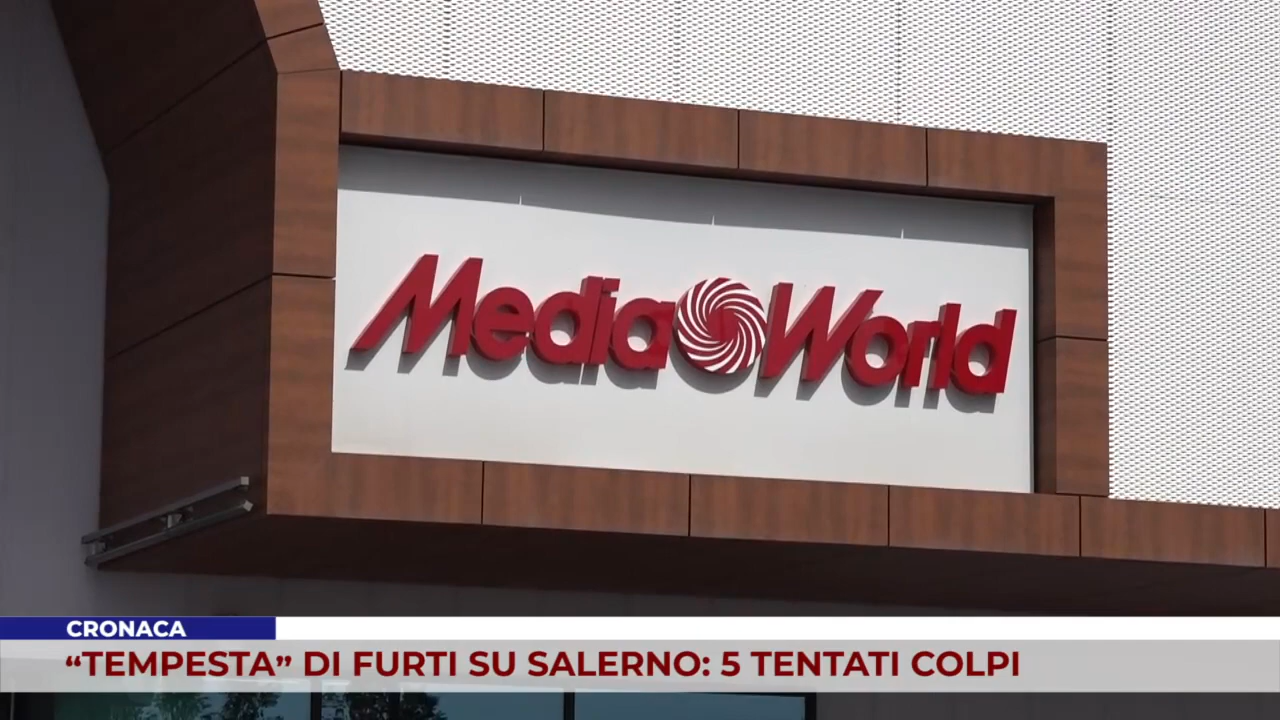 MediaWorld
CRONACA
“TEMPESTA” DI FURTI SU SALERNO: 5 TENTATI COLPI